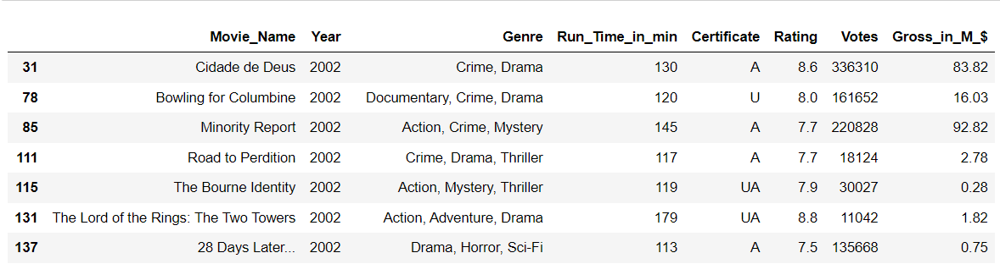 Movie_Name Year Genre Run_Time_in_min Certificate Rating Votes Gross_in_M_$
31 Cidade de Deus 2002 Crime, Drama 130 A 8.6 336310 83.82
78 Bowling for Columbine 2002 Documentary, Crime, Drama 120 U 8.0 161652 16.03
85 Minority Report 2002 Action, Crime, Mystery 145 A 7.7 220828 92.82
111 Road to Perdition 2002 Crime, Drama, Thriller 117 A 7.7 18124 2.78
115 The Bourne Identity 2002 Action, Mystery, Thriller 119 UA 7.9 30027 0.28
131 The Lord of the Rings: The Two Towers 2002 Action, Adventure, Drama 179 UA 8.8 11042 1.82
137 28 Days Later... 2002 Drama, Horror, Sci-Fi 113 A 7.5 135668 0.75